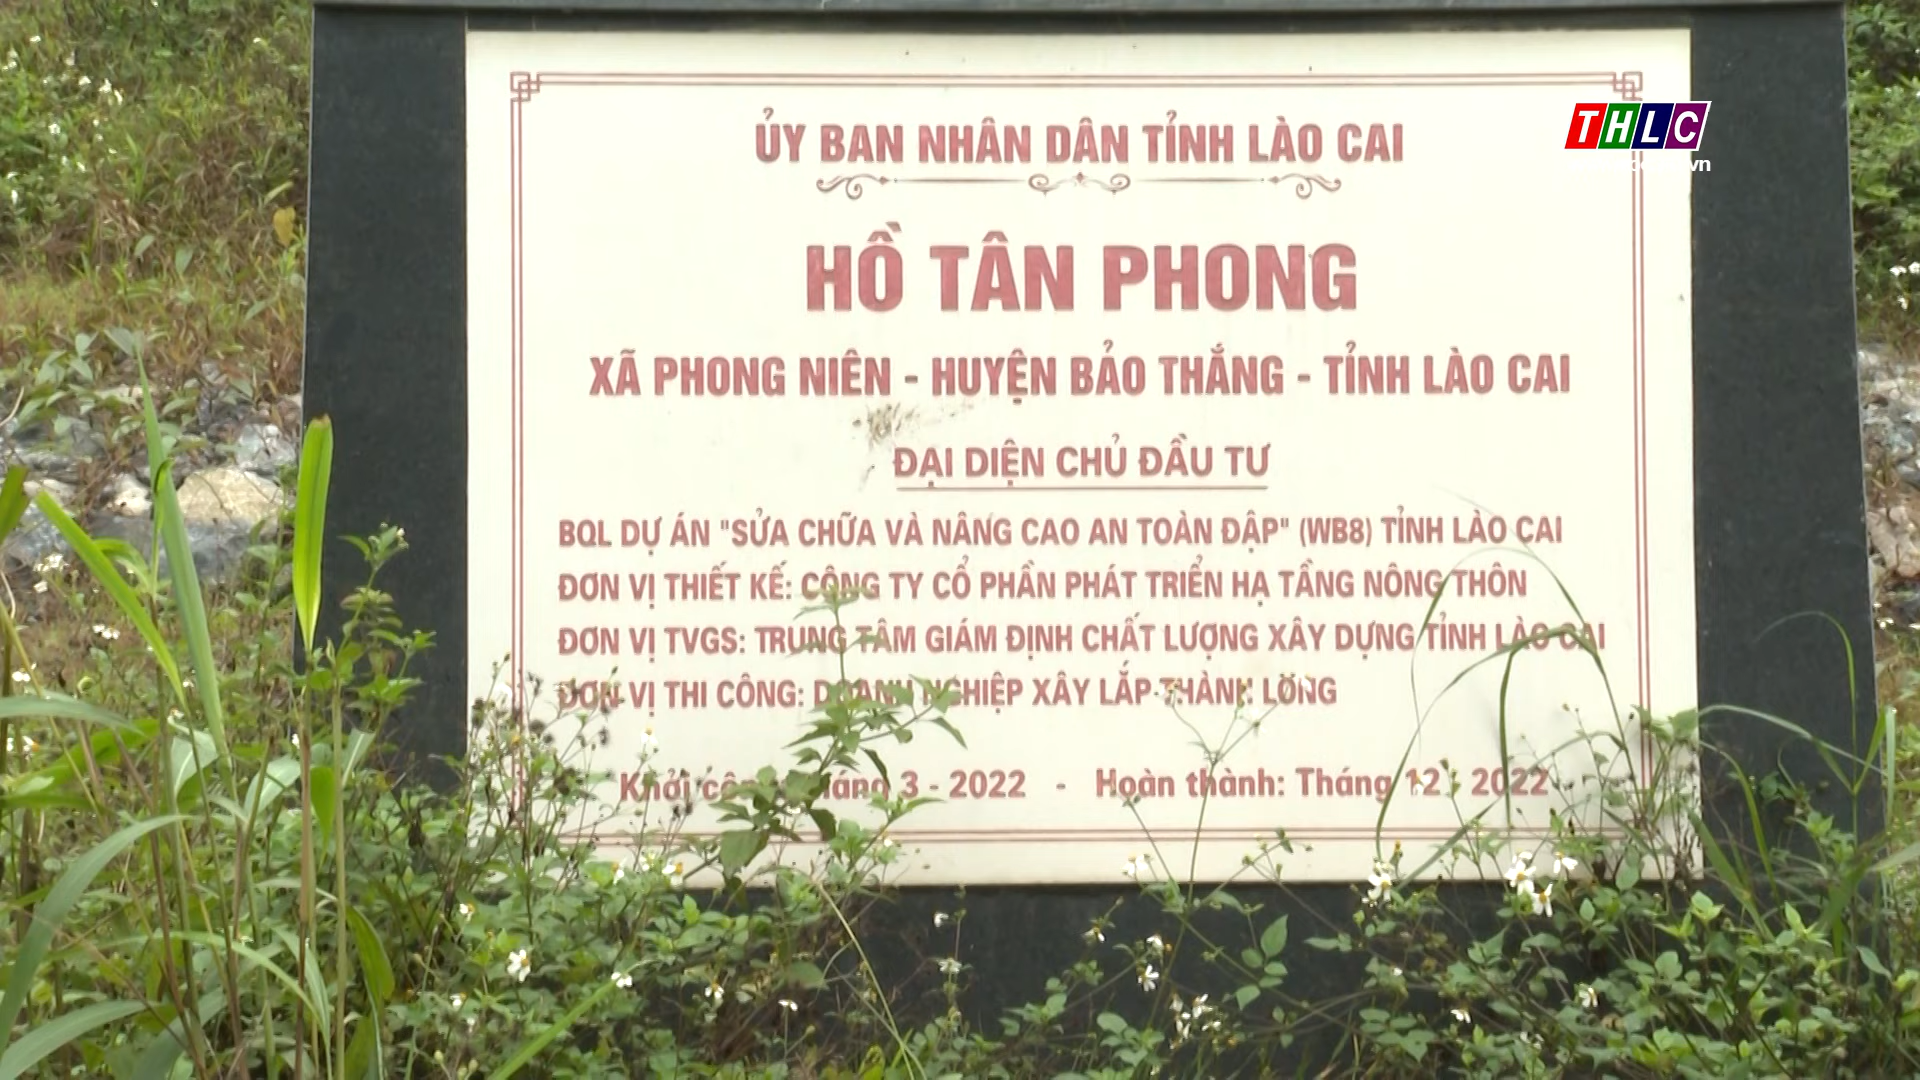 ỦY BAN NHÂN DÂN TỈNH LÀO CAI
THLC
HỒ TÂN PHONG
XÃ PHONG NIÊN - HUYỆN BẢO THẮNG - TỈNH LÀO CAI
ĐẠI DIỆN CHỦ ĐẦU TƯ
BQL DỰ ÁN "SỬA CHỮA VÀ NÂNG CAO AN TOÀN ĐẬP" (WB8) TỈNH LÀO CAI
ĐƠN VỊ THIẾT KẾ: CÔNG TY CỔ PHẦN PHÁT TRIỂN HẠ TẦNG NÔNG THÔN
ĐƠN VỊ TVGS: TRUNG TÂM GIÁM ĐỊNH CHẤT LƯỢNG XÂY DỰNG TỈNH LÀO CAI
ĐƠN VỊ THI CÔNG: DOANH NGHIỆP XÂY LẮP THÀNH LONG
Khởi 3 - 2022 - Hoàn thành: Tháng 12 2022